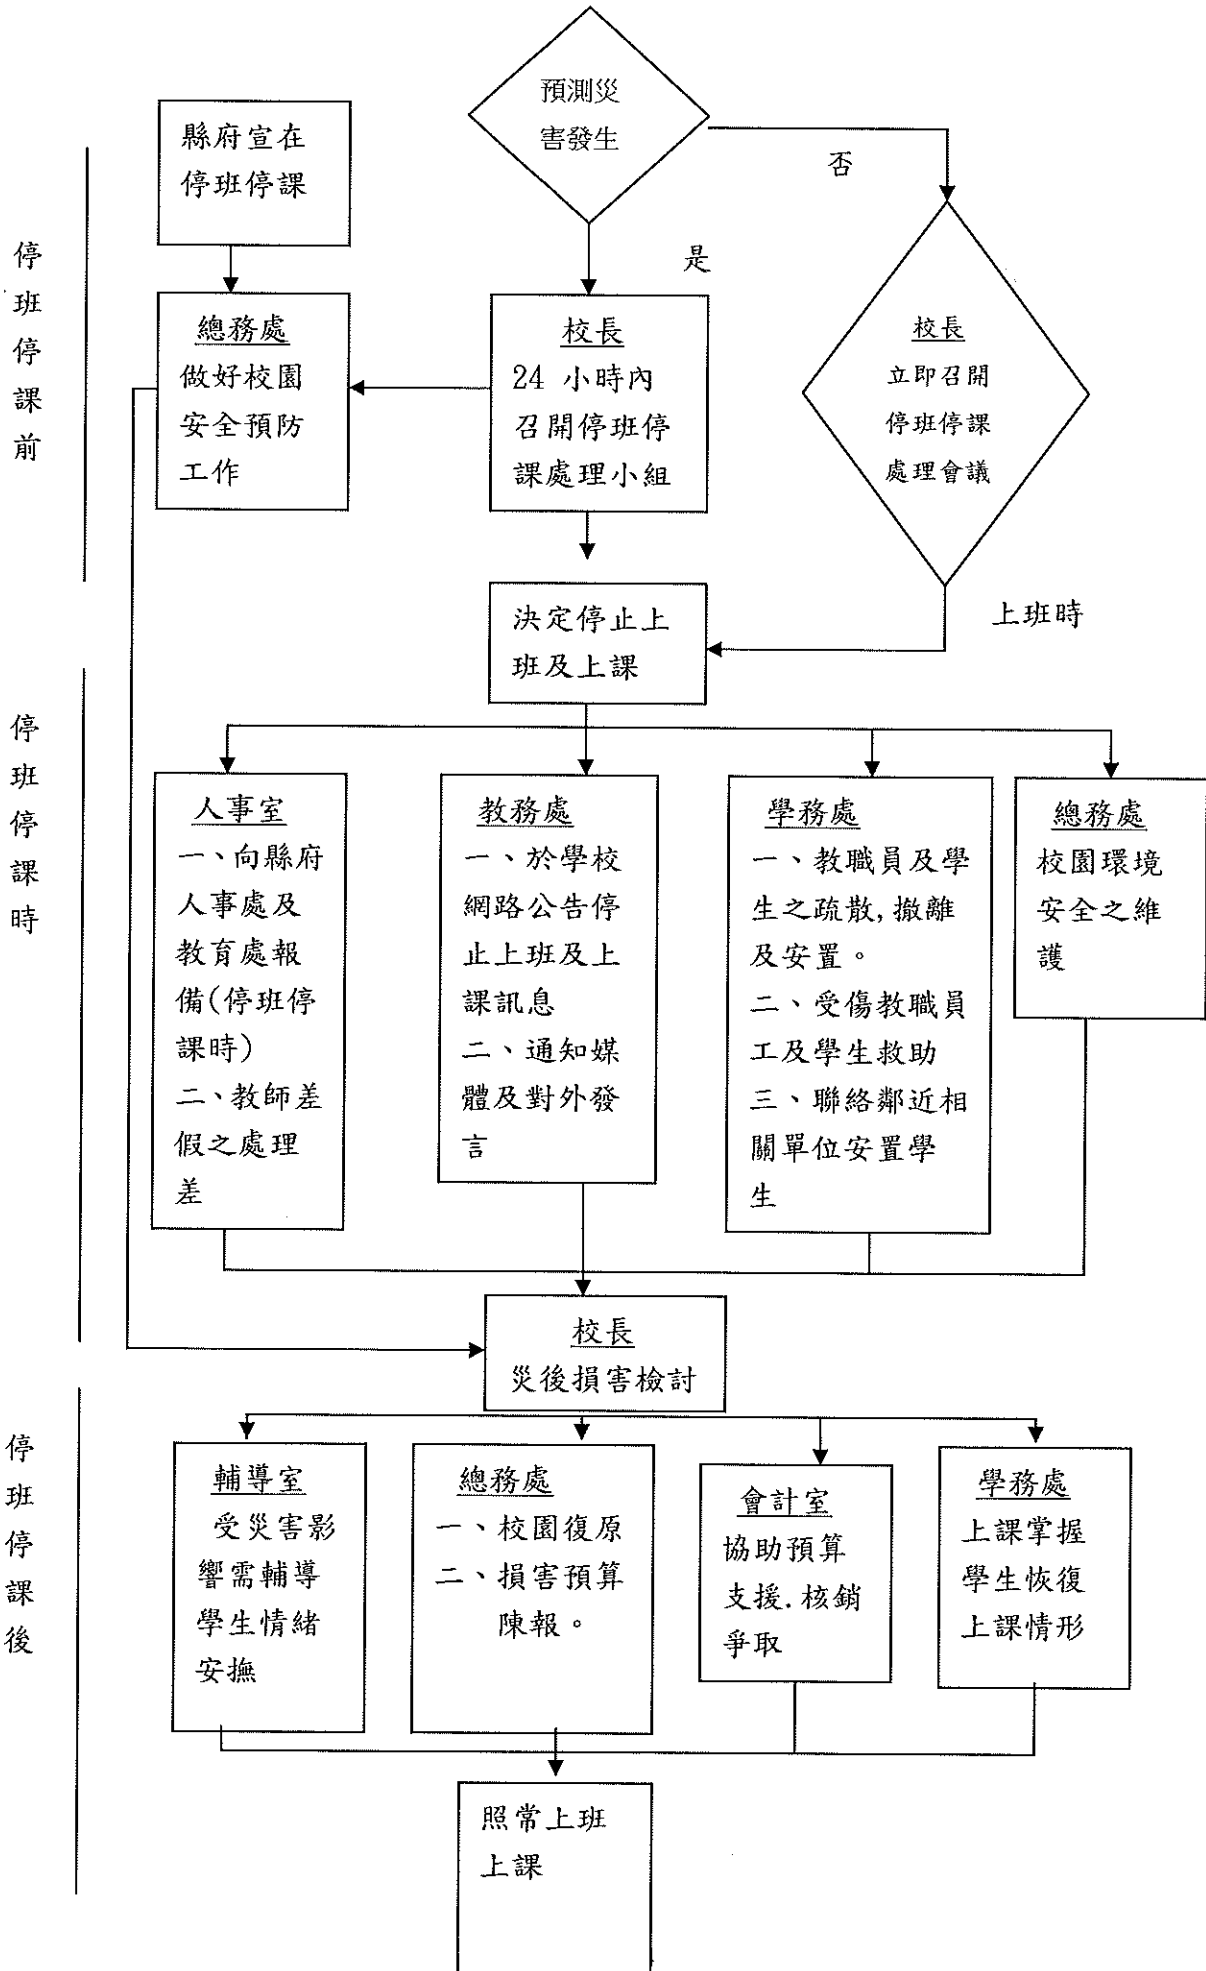 預測災
害發生
縣府宣在
停班停課
否
是
停班停課前
總務處
做好校園
安全預防
工作
校長
24 小時內
召開停班停
課處理小組
校長
立即召開
停班停課
處理會議
決定停止上
班及上課
上班時
停班停課時
人事室
一、向縣府
人事處及
教育處報
備(停班停
課時)
二、教師差
假之處理
差
教務處
一、於學校
網路公告停
止上班及上
課訊息
二、通知媒
體及對外發
言
學務處
一、教職員及學
生之疏散,撤離
及安置。
二、受傷教職員
工及學生救助
三、聯絡鄰近相
關單位安置學
生
總務處
校園環境
安全之維
護
校長
災後損害檢討
停班停課後
輔導室
受災害影
響需輔導
學生情緒
安撫
總務處
一、校園復原
二、損害預算
陳報。
會計室
協助預算
支援.核銷
爭取
學務處
上課掌握
學生恢復
上課情形
照常上班
上課